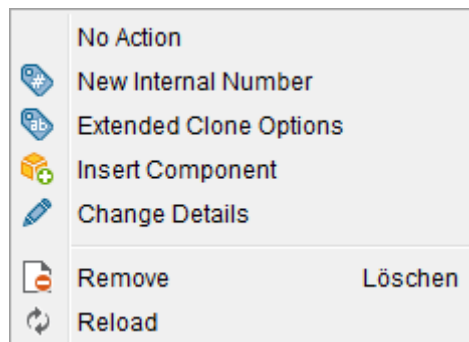 No Action
New Internal Number
Extended Clone Options
Insert Component
Change Details
Remove Löschen
Reload